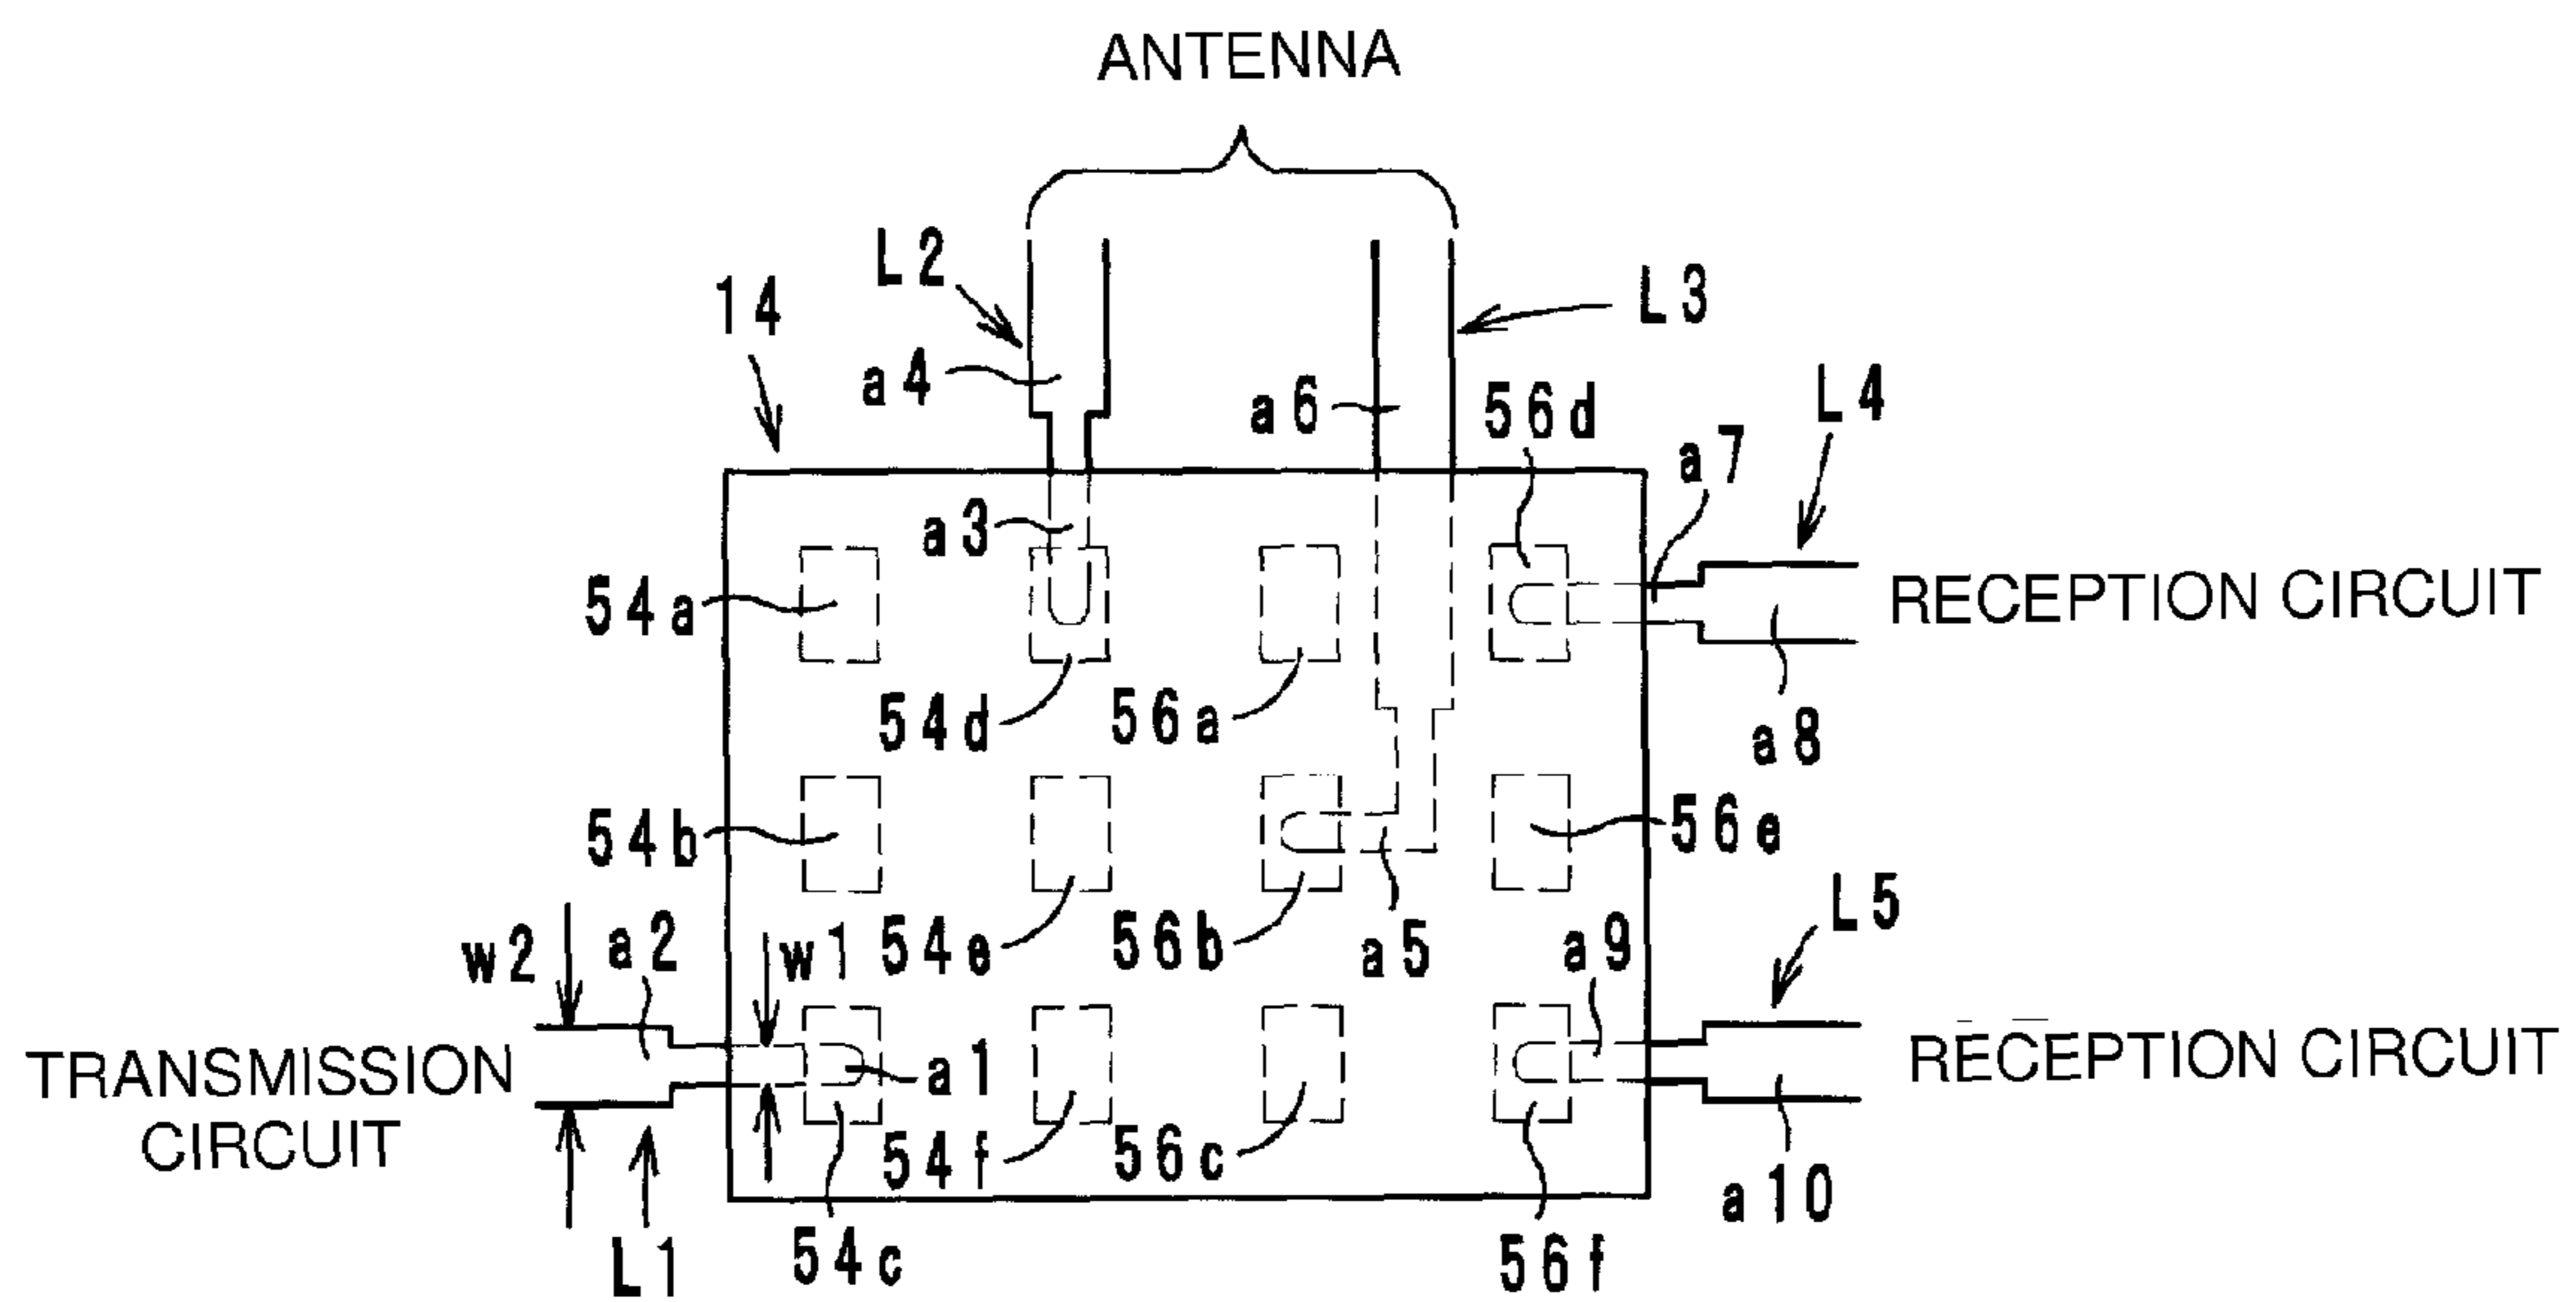 ANTENNA
L2
L3
14
a4
a6
56d
L4
a7
a3
54a
RECEPTION CIRCUIT
54d
56a
a8
54b
56e
L5
w2
a2
w1
54e
56b
a5
a9
TRANSMISSION
CIRCUIT
a1
RECEPTION CIRCUIT
54f
56c
a10
L1
54c
56f